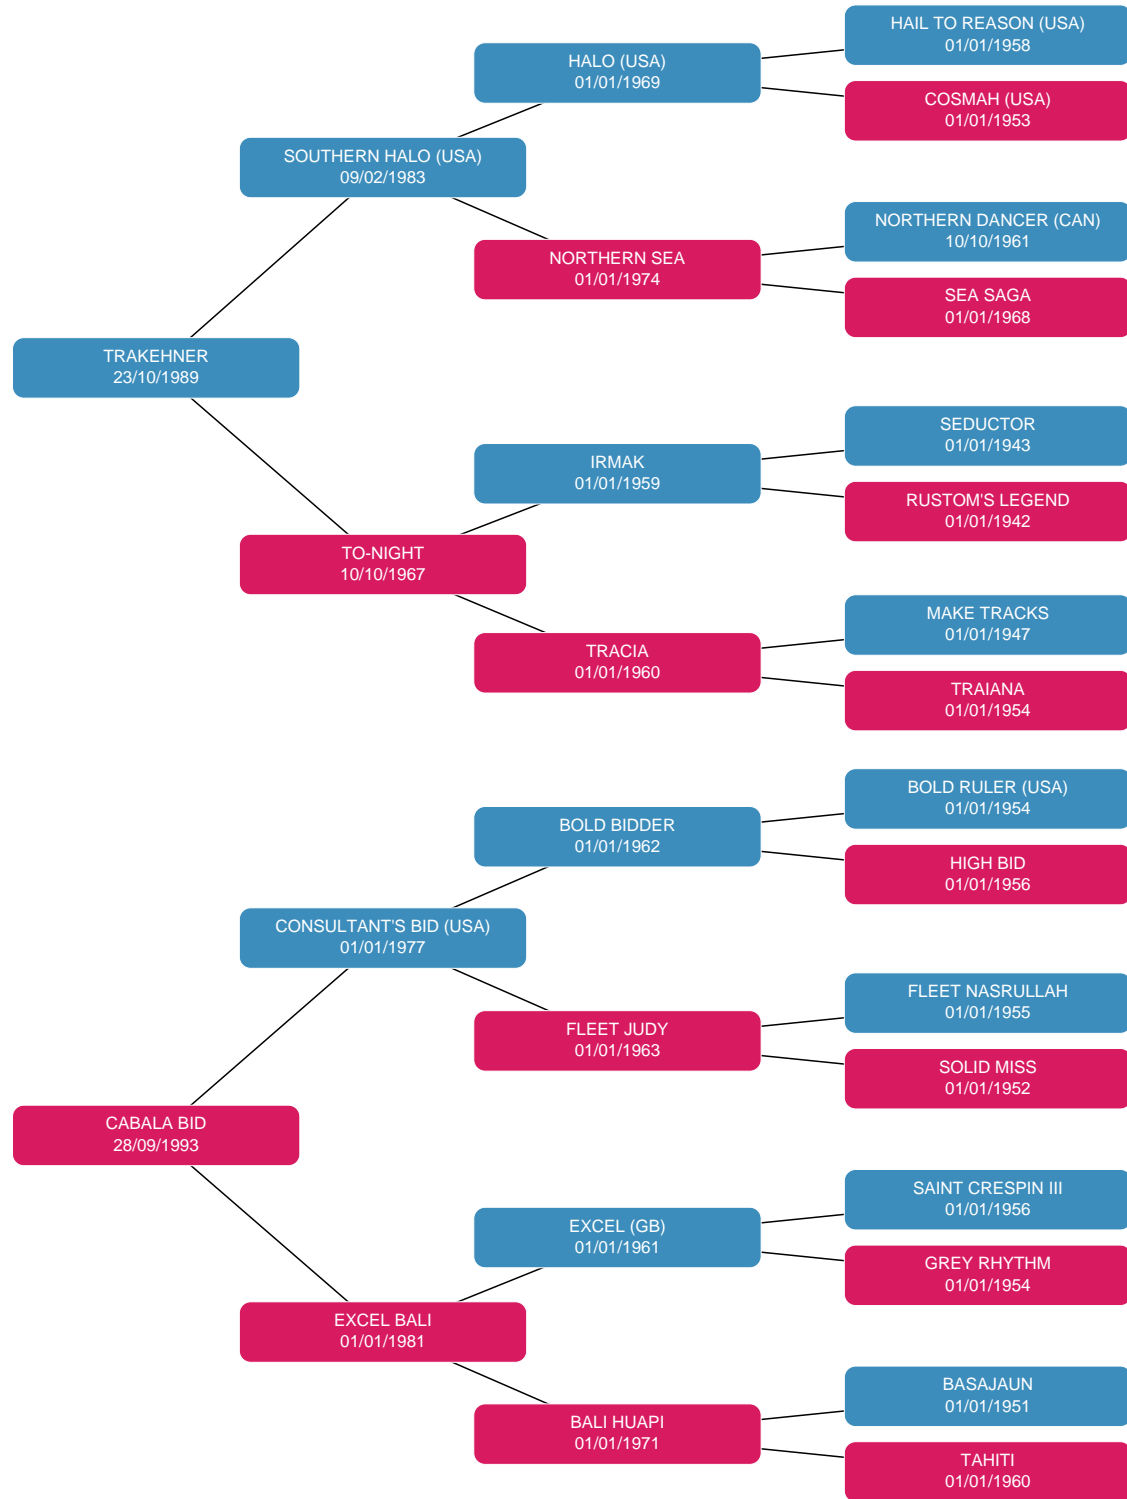 HAIL TO REASON (USA)
01/01/1958
HALO (USA)
01/01/1969
COSMAH (USA)
01/01/1953
SOUTHERN HALO (USA)
09/02/1983
NORTHERN DANCER (CAN)
10/10/1961
NORTHERN SEA
01/01/1974
SEA SAGA
01/01/1968
TRAKEHNER
23/10/1989
SEDUCTOR
01/01/1943
IRMAK
01/01/1959
RUSTOM'S LEGEND
01/01/1942
TO-NIGHT
10/10/1967
MAKE TRACKS
01/01/1947
TRACIA
01/01/1960
TRAIANA
01/01/1954
BOLD RULER (USA)
01/01/1954
BOLD BIDDER
01/01/1962
HIGH BID
01/01/1956
CONSULTANT'S BID (USA)
01/01/1977
FLEET NASRULLAH
01/01/1955
FLEET JUDY
01/01/1963
SOLID MISS
01/01/1952
CABALA BID
28/09/1993
SAINT CRESPIN III
01/01/1956
EXCEL (GB)
01/01/1961
GREY RHYTHM
01/01/1954
EXCEL BALI
01/01/1981
BASAJAUN
01/01/1951
BALI HUAPI
01/01/1971
TAHITI
01/01/1960